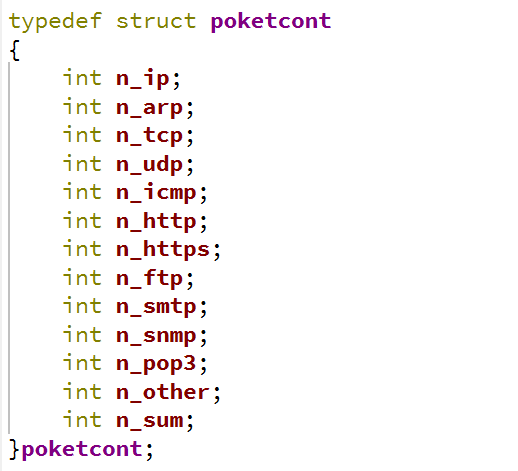 typedef struct poketcont
{
    int n_ip;
    int n_arp;
    int n_tcp;
    int n_udp;
    int n_icmp;
    int n_http;
    int n_https;
    int n_ftp;
    int n_smtp;
    int n_snmp;
    int n_pop3;
    int n_other;
    int n_sum;
}poketcont;